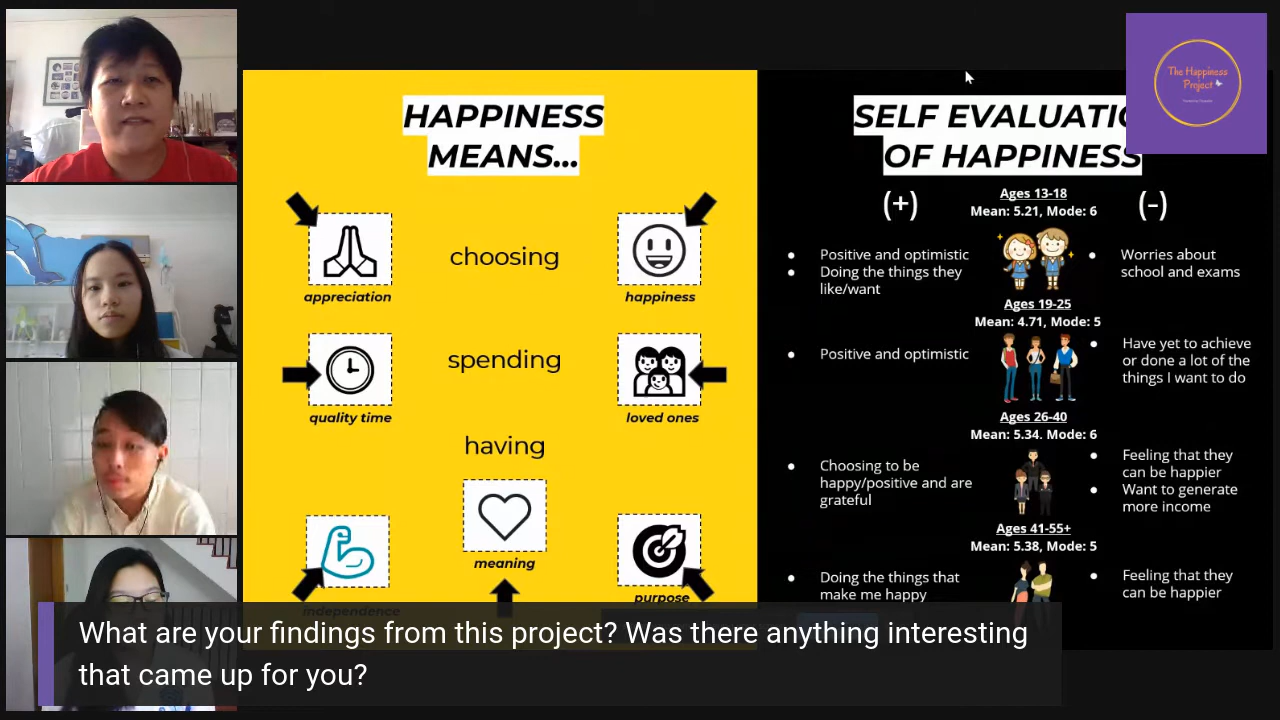 HAPPINESS
MEANS...
choosing
appreciation
happiness
spending
quality time
loved ones
having
meaning
independence
purpose
SELF EVALUATIO
OF HAPPINESS
(+)
(-)
Ages 13-18
Mean: 5.21, Mode: 6
Positive and optimistic
Doing the things they
like/want
Worries about
school and exams
Ages 19-25
Mean: 4.71, Mode: 5
Positive and optimistic
Have yet to achieve
or done a lot of the
things I want to do
Ages 26-40
Mean: 5.34. Mode: 6
Choosing to be
happy/positive and are
grateful
Feeling that they
can be happier
Want to generate
more income
Ages 41-55+
Mean: 5.38, Mode: 5
Doing the things that
make me happy
Feeling that they
can be happier
The Happiness
Project
What are your findings from this project? Was there anything interesting
that came up for you?